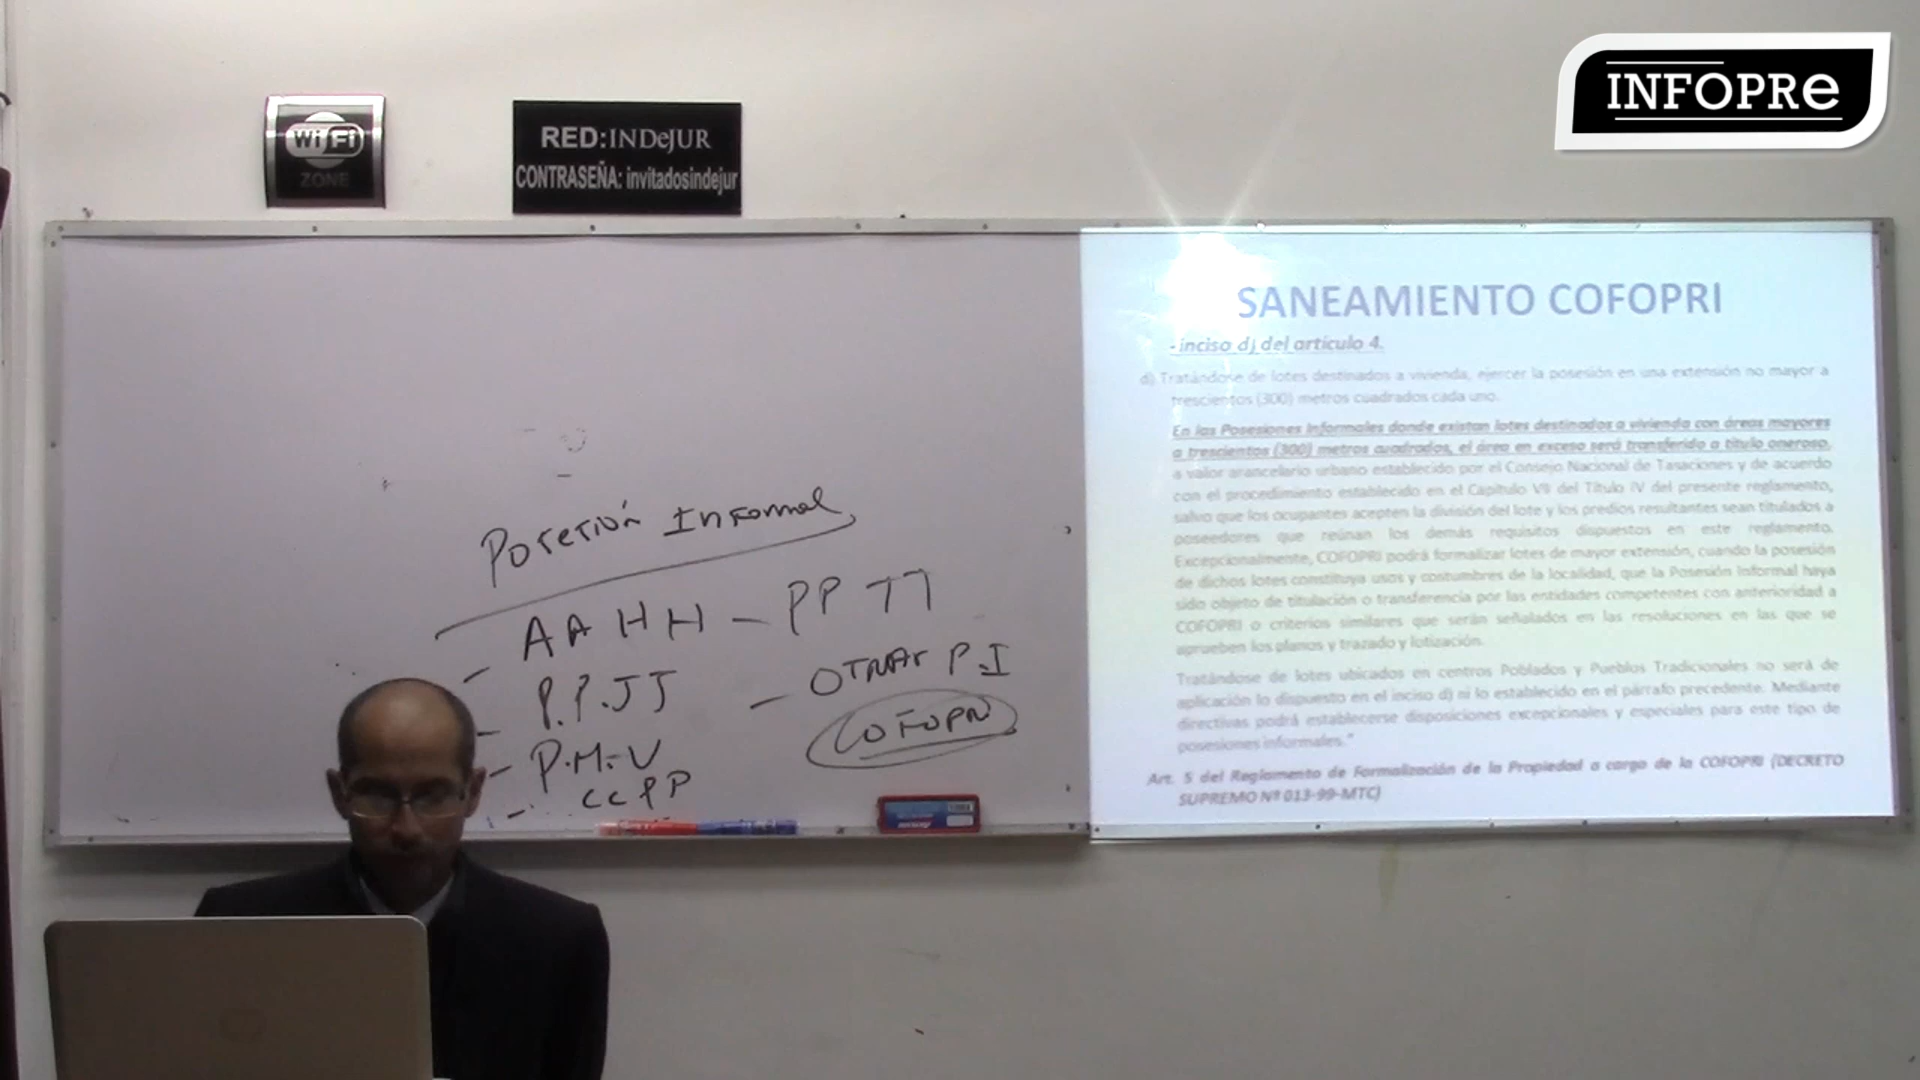 INFOPRe
Wi Fi
ZONE
RED:INDeJUR
CONTRASEÑA: invitadosindejur
Posesión Informal
- AAHH - PPTT
- P.P.JJ - OTRAS P.I
- P.M.V COFOPRI
- CCPP
SANEAMIENTO COFOPRI
- inciso d) del articulo 4.
d) Tratándose de lotes destinados a vivienda, ejercer la posesión en una extensión no mayor a
trescientos (300) metros cuadrados cada uno.
En las Posesiones Informales donde existan lotes destinados a vivienda con áreas mayores
a trescientos (300) metros cuadrados, el área en exceso será transferido a título oneroso,
a valor arancelario urbano establecido por el Consejo Nacional de Tasaciones y de acuerdo
con el procedimiento establecido en el Capítulo VII del Título IV del presente reglamento,
salvo que los ocupantes acepten la división del lote y los predios resultantes sean titulados a
poseedores que reúnan los demás requisitos dispuestos en este reglamento.
Excepcionalmente, COFOPRI podrá formalizar lotes de mayor extensión, cuando la posesión
de dichos lotes constituya usos y costumbres de la localidad, que la Posesión Informal haya
sido objeto de titulación o transferencia por las entidades competentes con anterioridad a
COFOPRI o criterios similares que serán señalados en las resoluciones en las que se
aprueben los planos y trazado y lotización.
Tratándose de lotes ubicados en centros Poblados y Pueblos Tradicionales no será de
aplicación lo dispuesto en el inciso d) ni lo establecido en el párrafo precedente. Mediante
directivas podrá establecerse disposiciones excepcionales y especiales para este tipo de
posesiones informales."
Art. 5 del Reglamento de Formalización de la Propiedad a cargo de la COFOPRI (DECRETO
SUPREMO Nº 013-99-MTC)